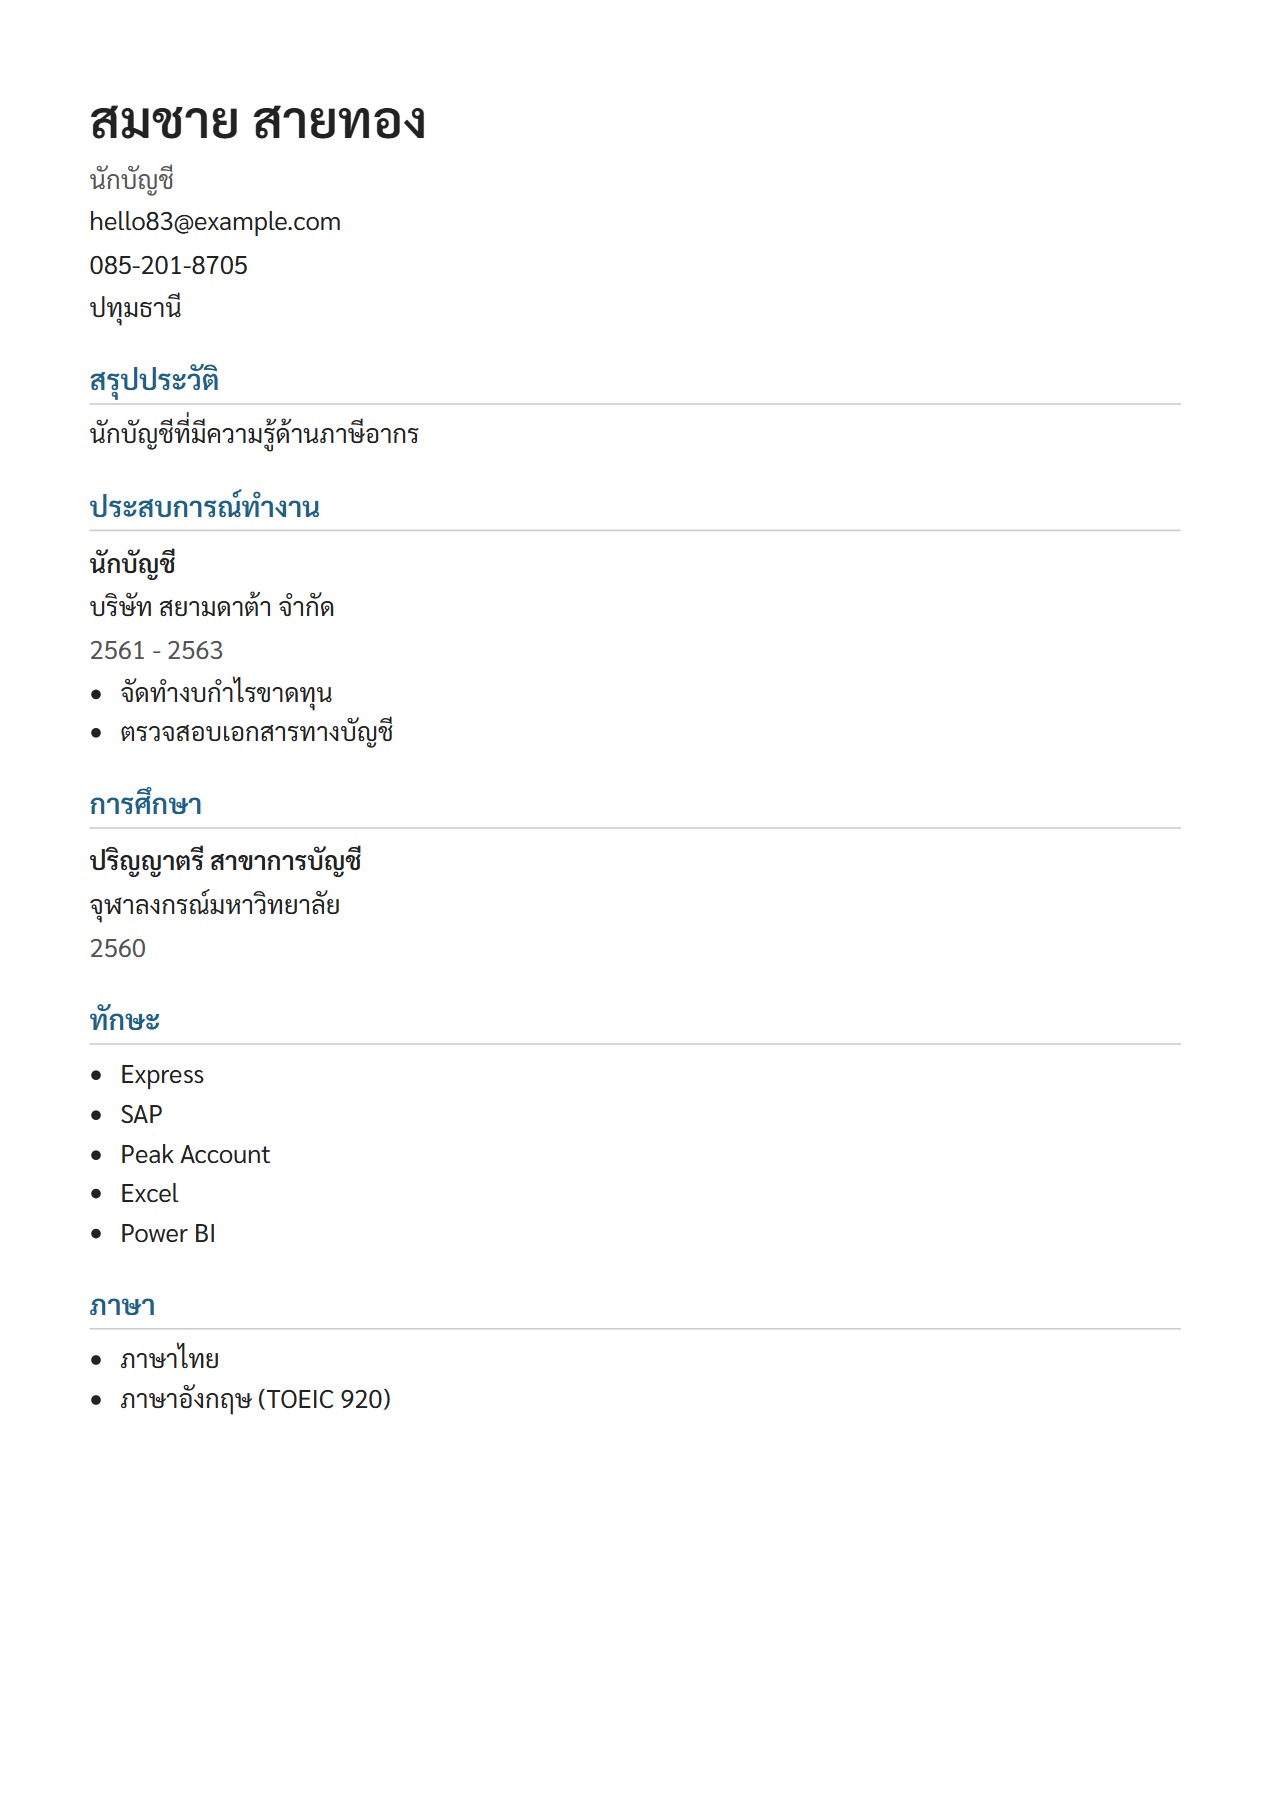 สมชาย สายทอง
นักบัญชี
hello83@example.com
085-201-8705
ปทุมธานี
สรุปประวัติ
นักบัญชีที่มีความรู้ด้านภาษีอากร
ประสบการณ์ทำงาน
นักบัญชี
บริษัท สยามดาต้า จำกัด
2561 - 2563
• จัดทำงบกำไรขาดทุน
• ตรวจสอบเอกสารทางบัญชี
การศึกษา
ปริญญาตรี สาขาการบัญชี
จุฬาลงกรณ์มหาวิทยาลัย
2560
ทักษะ
• Express
• SAP
• Peak Account
• Excel
• Power BI
ภาษา
• ภาษาไทย
• ภาษาอังกฤษ (TOEIC 920)